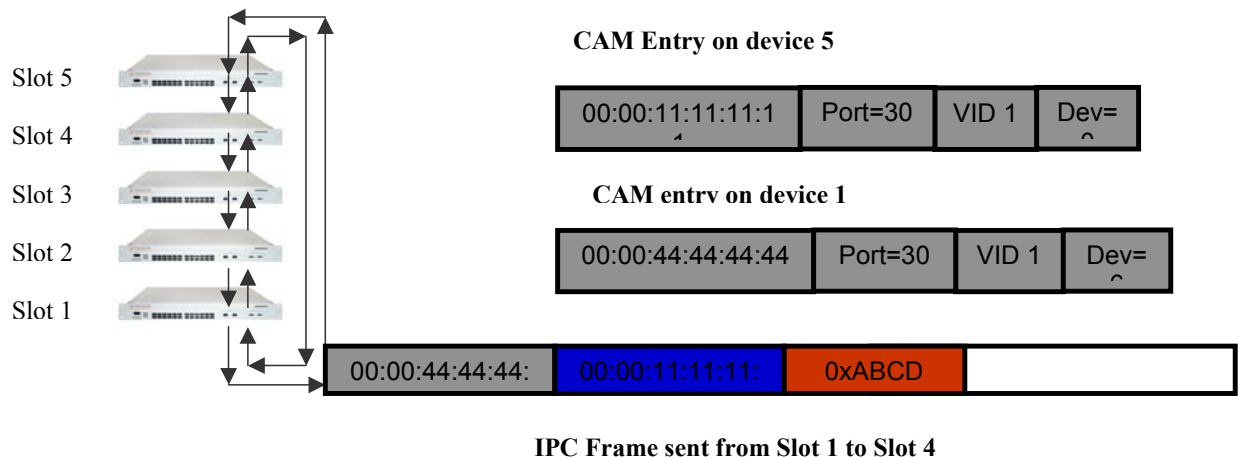 CAM Entry on device 5
Slot 5
00:00:11:11:11:1 Port=30 VID 1 Dev=
Slot 4
Slot 3
CAM entry on device 1
Slot 2
00:00:44:44:44:44 Port=30 VID 1 Dev=
Slot 1
00:00:44:44:44: 00:00:11:11:11: 0xABCD
IPC Frame sent from Slot 1 to Slot 4